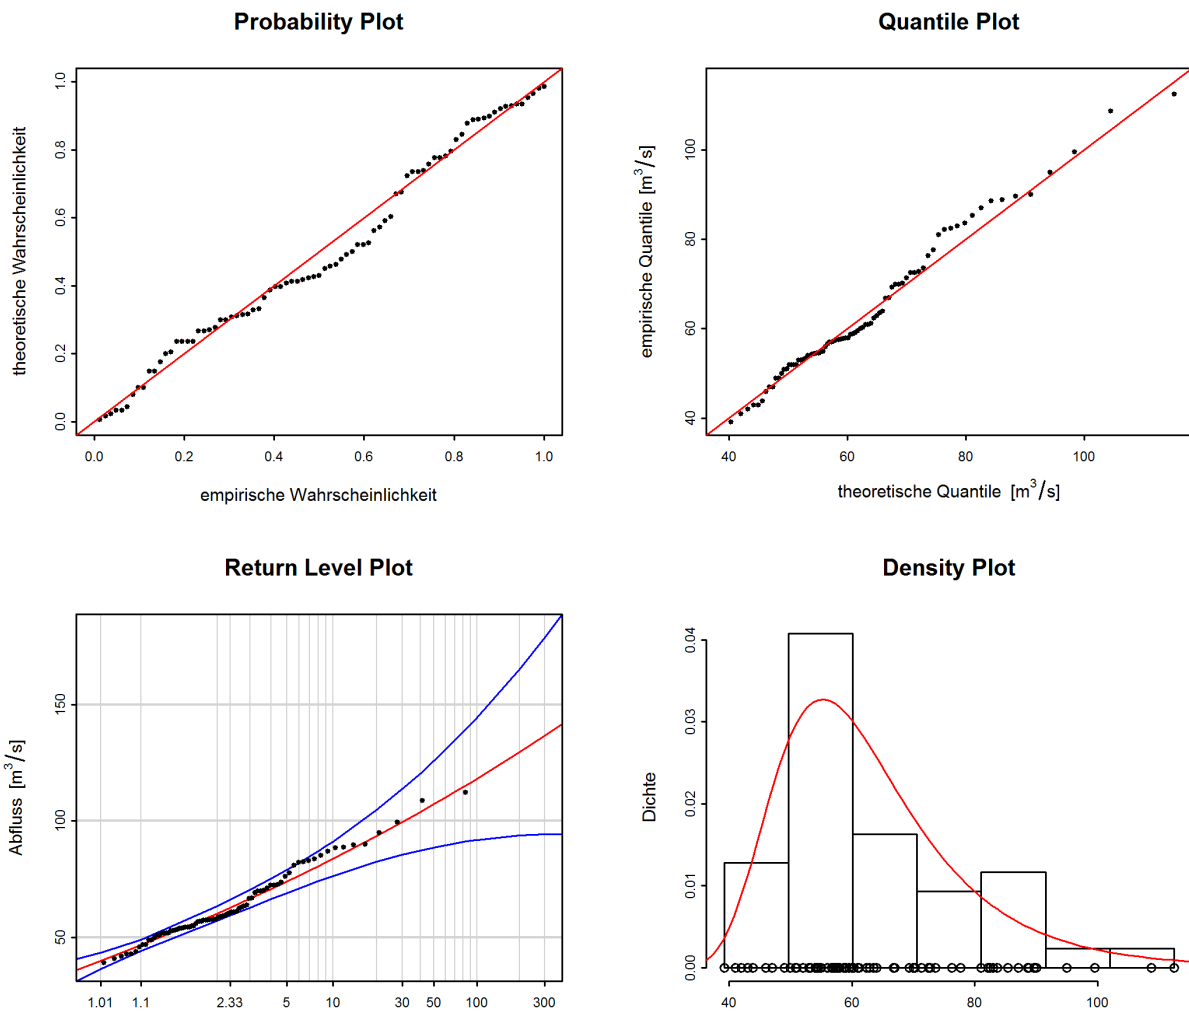 Probability Plot
theoretische Wahrscheinlichkeit
0.0 0.2 0.4 0.6 0.8 1.0
0.0 0.2 0.4 0.6 0.8 1.0
empirische Wahrscheinlichkeit
Quantile Plot
empirische Quantile [m³/s]
40 60 80 100
40 60 80 100
theoretische Quantile [m³/s]
Return Level Plot
Abfluss [m³/s]
50 100 150
1.01 1.1 2.33 5 10 30 50 100 300
Density Plot
Dichte
0.00 0.01 0.02 0.03 0.04
40 60 80 100